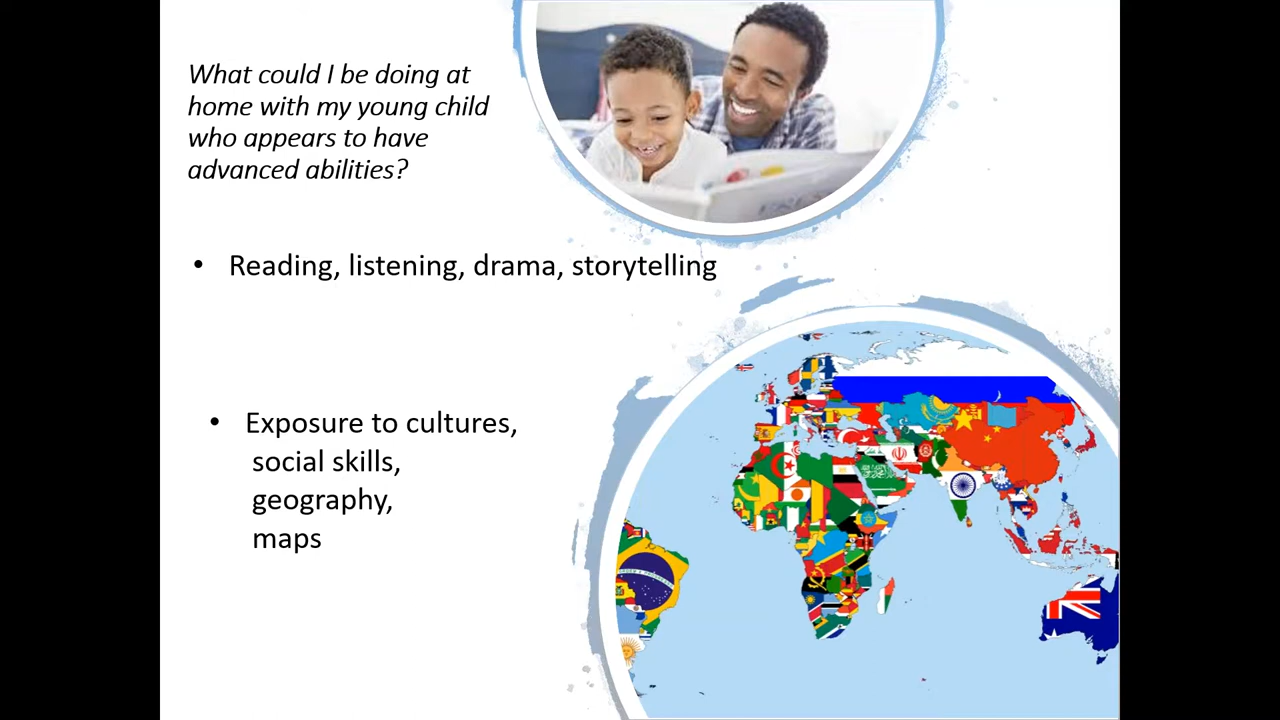 What could I be doing at
home with my young child
who appears to have
advanced abilities?
• Reading, listening, drama, storytelling
• Exposure to cultures,
social skills,
geography,
maps